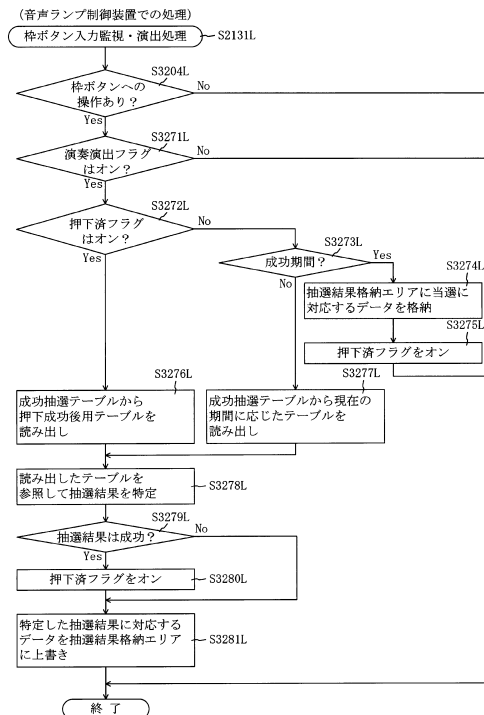 (音声ランプ制御装置での処理)
枠ボタン入力監視・演出処理
S2131L
S3204L
枠ボタンへの
操作あり?
No
Yes
S3271L
演奏演出フラグ
はオン?
No
Yes
S3272L
押下済フラグ
はオン?
No
Yes
S3273L
成功期間?
Yes
No
S3274L
抽選結果格納エリアに当選に
対応するデータを格納
S3275L
押下済フラグをオン
S3276L
成功抽選テーブルから
押下成功後用テーブルを
読み出し
S3277L
成功抽選テーブルから現在の
期間に応じたテーブルを
読み出し
読み出したテーブルを
参照して抽選結果を特定
S3278L
S3279L
抽選結果は成功?
No
Yes
押下済フラグをオン
S3280L
特定した抽選結果に対応する
データを抽選結果格納エリア
に上書き
S3281L
終了